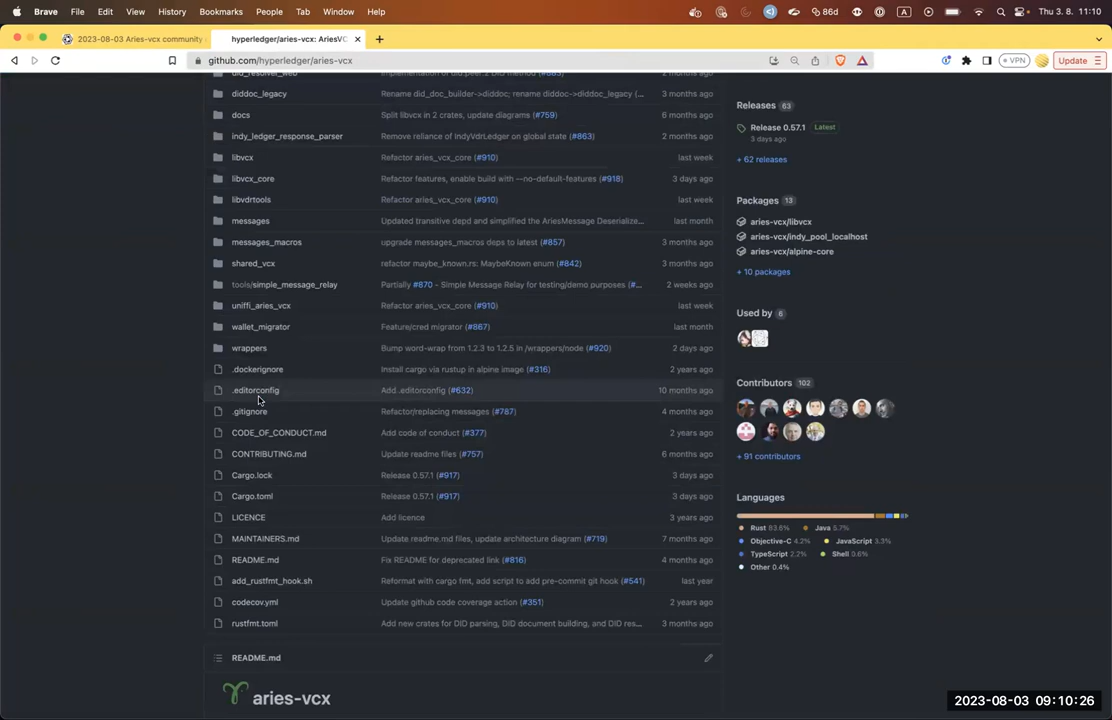 Brave File Edit View History Bookmarks People Tab Window Help 86d A Thu 3. 8. 11:10
2023-08-03 Aries-vcx community hyperledger/aries-vcx: AriesVC
github.com/hyperledger/aries-vcx VPN Update
did_resolver_web
diddoc_legacy Rename did_doc_builder->diddoc; rename diddoc->diddoc_legacy (... 3 months ago
docs Split libvcx in 2 crates, update diagrams (#759) 6 months ago
indy_ledger_response_parser Remove reliance of IndyVdrLedger on global state (#863) 2 months ago
libvcx Refactor aries_vcx_core (#910) last week
libvcx_core Refactor features, enable build with --no-default-features (#918) 3 days ago
libvdrtools Refactor aries_vcx_core (#910) last week
messages Updated transitive depd and simplified the AriesMessage Deserialize... last month
messages_macros upgrade messages_macros deps to latest (#857) 3 months ago
shared_vcx refactor maybe_known.rs: MaybeKnown enum (#842) 3 months ago
tools/simple_message_relay Partially #870 - Simple Message Relay for testing/demo purposes (#... 2 weeks ago
uniffi_aries_vcx Refactor aries_vcx_core (#910) last week
wallet_migrator Feature/cred migrator (#867) last month
wrappers Bump word-wrap from 1.2.3 to 1.2.5 in /wrappers/node (#920) 2 days ago
.dockerignore Install cargo via rustup in alpine image (#316) 2 years ago
.editorconfig Add .editorconfig (#632) 10 months ago
.gitignore Refactor/replacing messages (#787) 4 months ago
CODE_OF_CONDUCT.md Add code of conduct (#377) 2 years ago
CONTRIBUTING.md Update readme files (#757) 6 months ago
Cargo.lock Release 0.57.1 (#917) 3 days ago
Cargo.toml Release 0.57.1 (#917) 3 days ago
LICENCE Add licence 3 years ago
MAINTAINERS.md Update readme.md files, update architecture diagram (#719) 7 months ago
README.md Fix README for deprecated link (#816) 4 months ago
add_rustfmt_hook.sh Reformat with cargo fmt, add script to add pre-commit git hook (#541) last year
codecov.yml Update github code coverage action (#351) 2 years ago
rustfmt.toml Add new crates for DID parsing, DID document building, and DID res... 3 months ago
README.md
aries-vcx
Releases 63
Release 0.57.1 Latest
3 days ago
+ 62 releases
Packages 13
aries-vcx/libvcx
aries-vcx/indy_pool_localhost
aries-vcx/alpine-core
+ 10 packages
Used by 6
Contributors 102
+ 91 contributors
Languages
Rust 83.6% Java 5.7%
Objective-C 4.2% JavaScript 3.3%
TypeScript 2.2% Shell 0.6%
Other 0.4%
2023-08-03 09:10:26